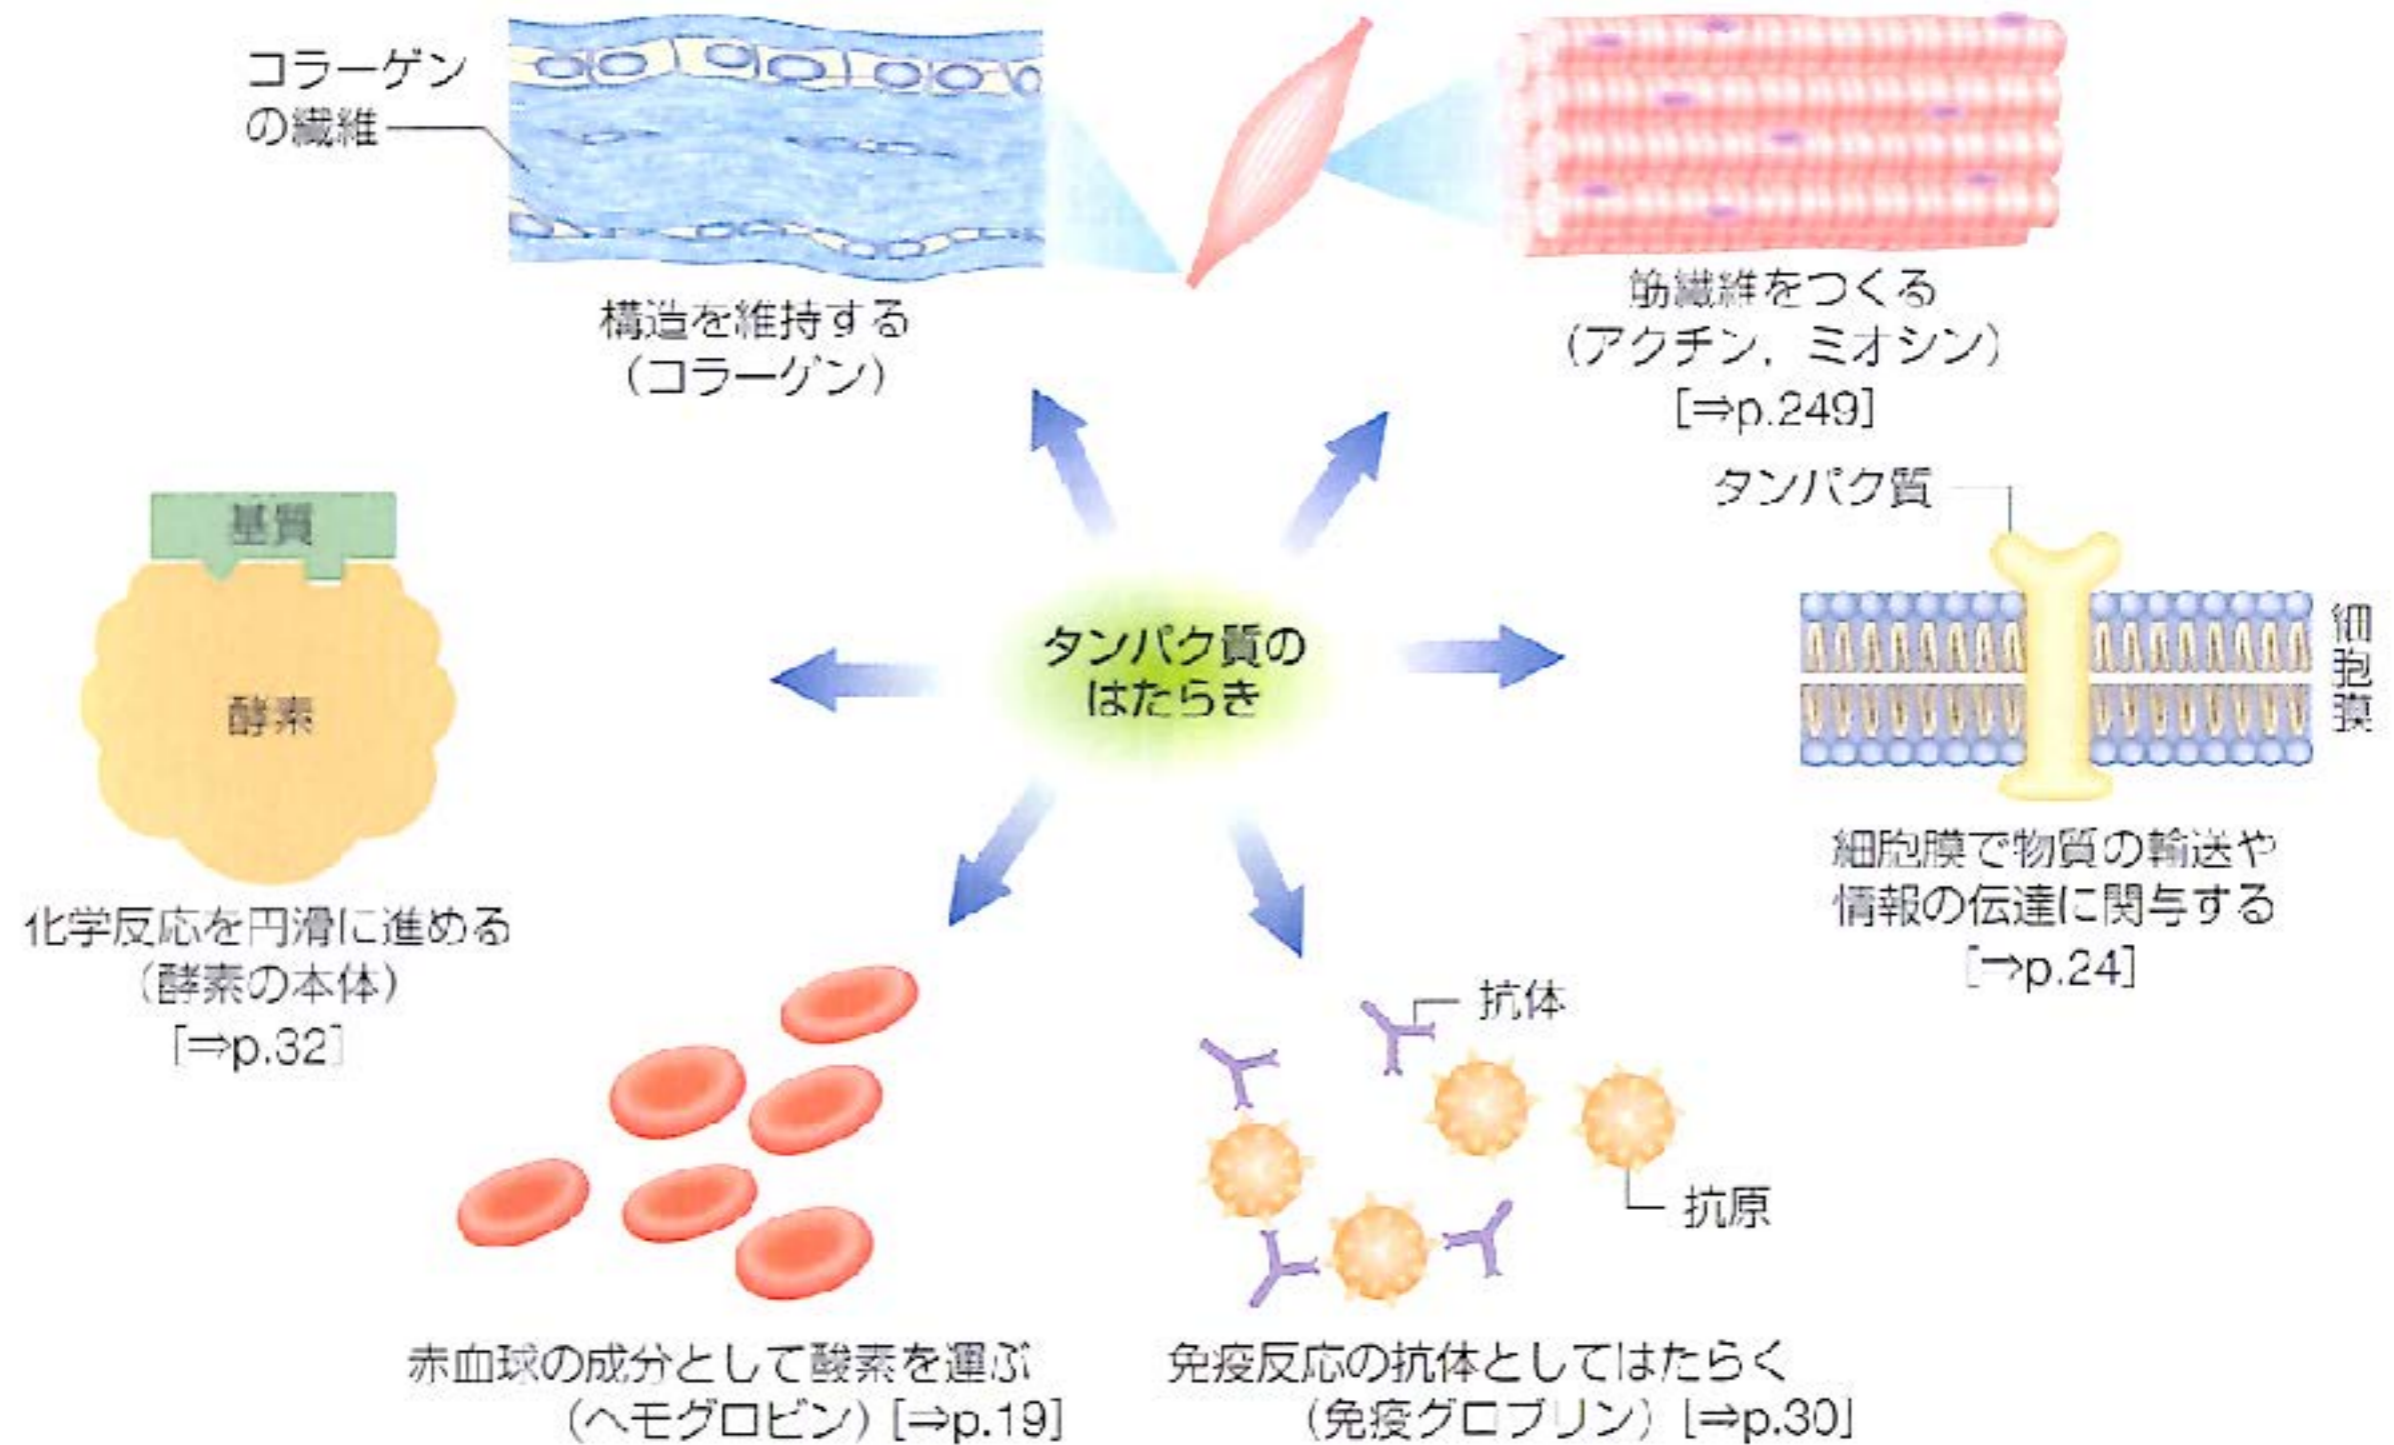 コラーゲン
の繊維
構造を維持する
（コラーゲン）
筋繊維をつくる
（アクチン，ミオシン）
[⇒p.249]
タンパク質
細胞膜
細胞膜で物質の輸送や
情報の伝達に関与する
[⇒p.24]
基質
酵素
化学反応を円滑に進める
（酵素の本体）
[⇒p.32]
タンパク質の
はたらき
赤血球の成分として酸素を運ぶ
（ヘモグロビン）[⇒p.19]
抗体
抗原
免疫反応の抗体としてはたらく
（免疫グロブリン）[⇒p.30]